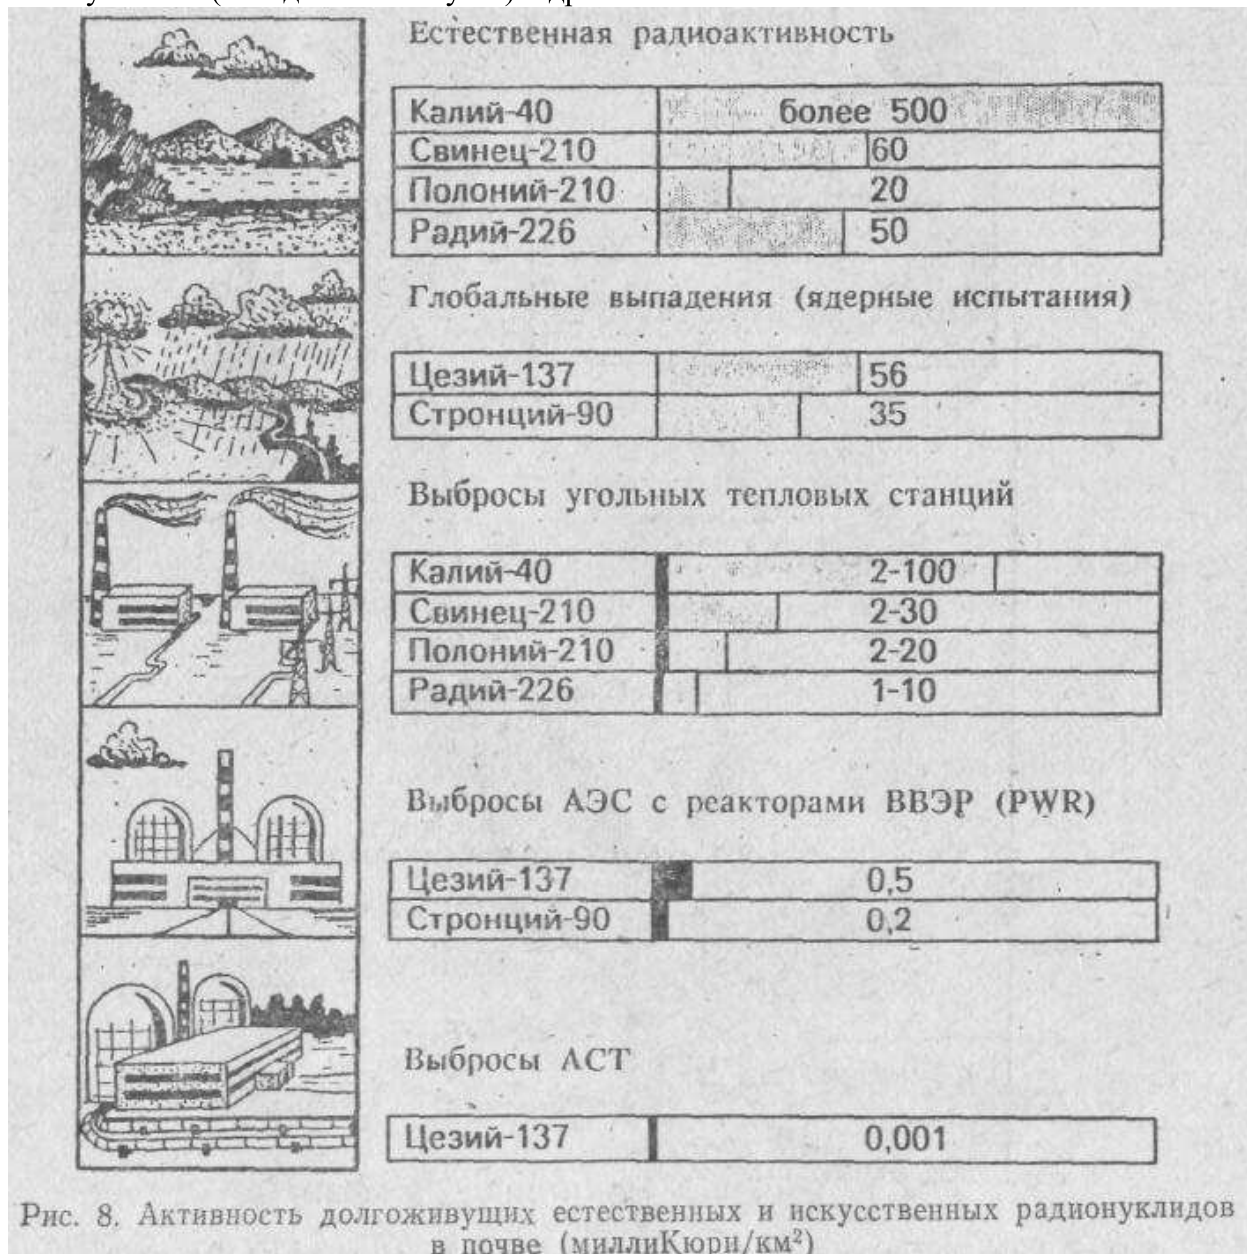 Естественная радиоактивность
Калий-40 более 500
Свинец-210 60
Полоний-210 20
Радий-226 50
Глобальные выпадения (ядерные испытания)
Цезий-137 56
Стронций-90 35
Выбросы угольных тепловых станций
Калий-40 2-100
Свинец-210 2-30
Полоний-210 2-20
Радий-226 1-10
Выбросы АЭС с реакторами ВВЭР (PWR)
Цезий-137 0,5
Стронций-90 0,2
Выбросы АСТ
Цезий-137 0,001
Рис. 8. Активность долгоживущих естественных и искусственных радионуклидов
в почве (миллиКюри/км²)